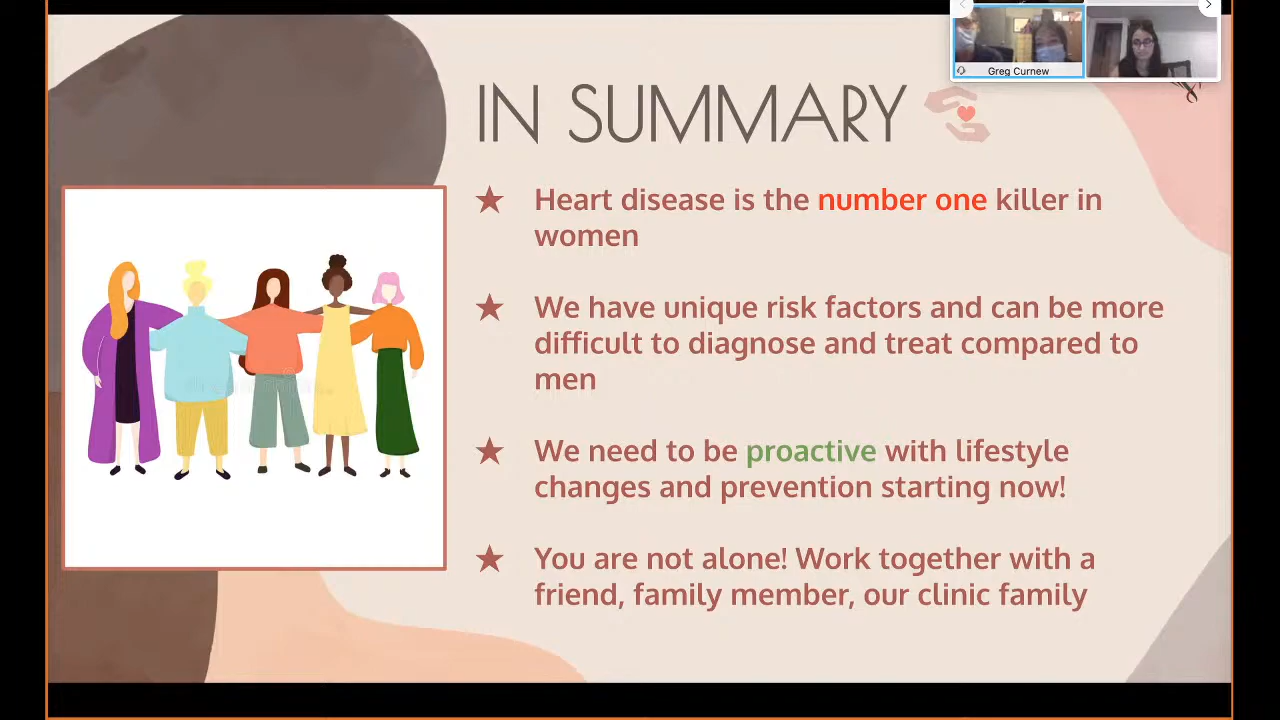 Greg Curnew
IN SUMMARY
★ Heart disease is the number one killer in
women
★ We have unique risk factors and can be more
difficult to diagnose and treat compared to
men
★ We need to be proactive with lifestyle
changes and prevention starting now!
★ You are not alone! Work together with a
friend, family member, our clinic family